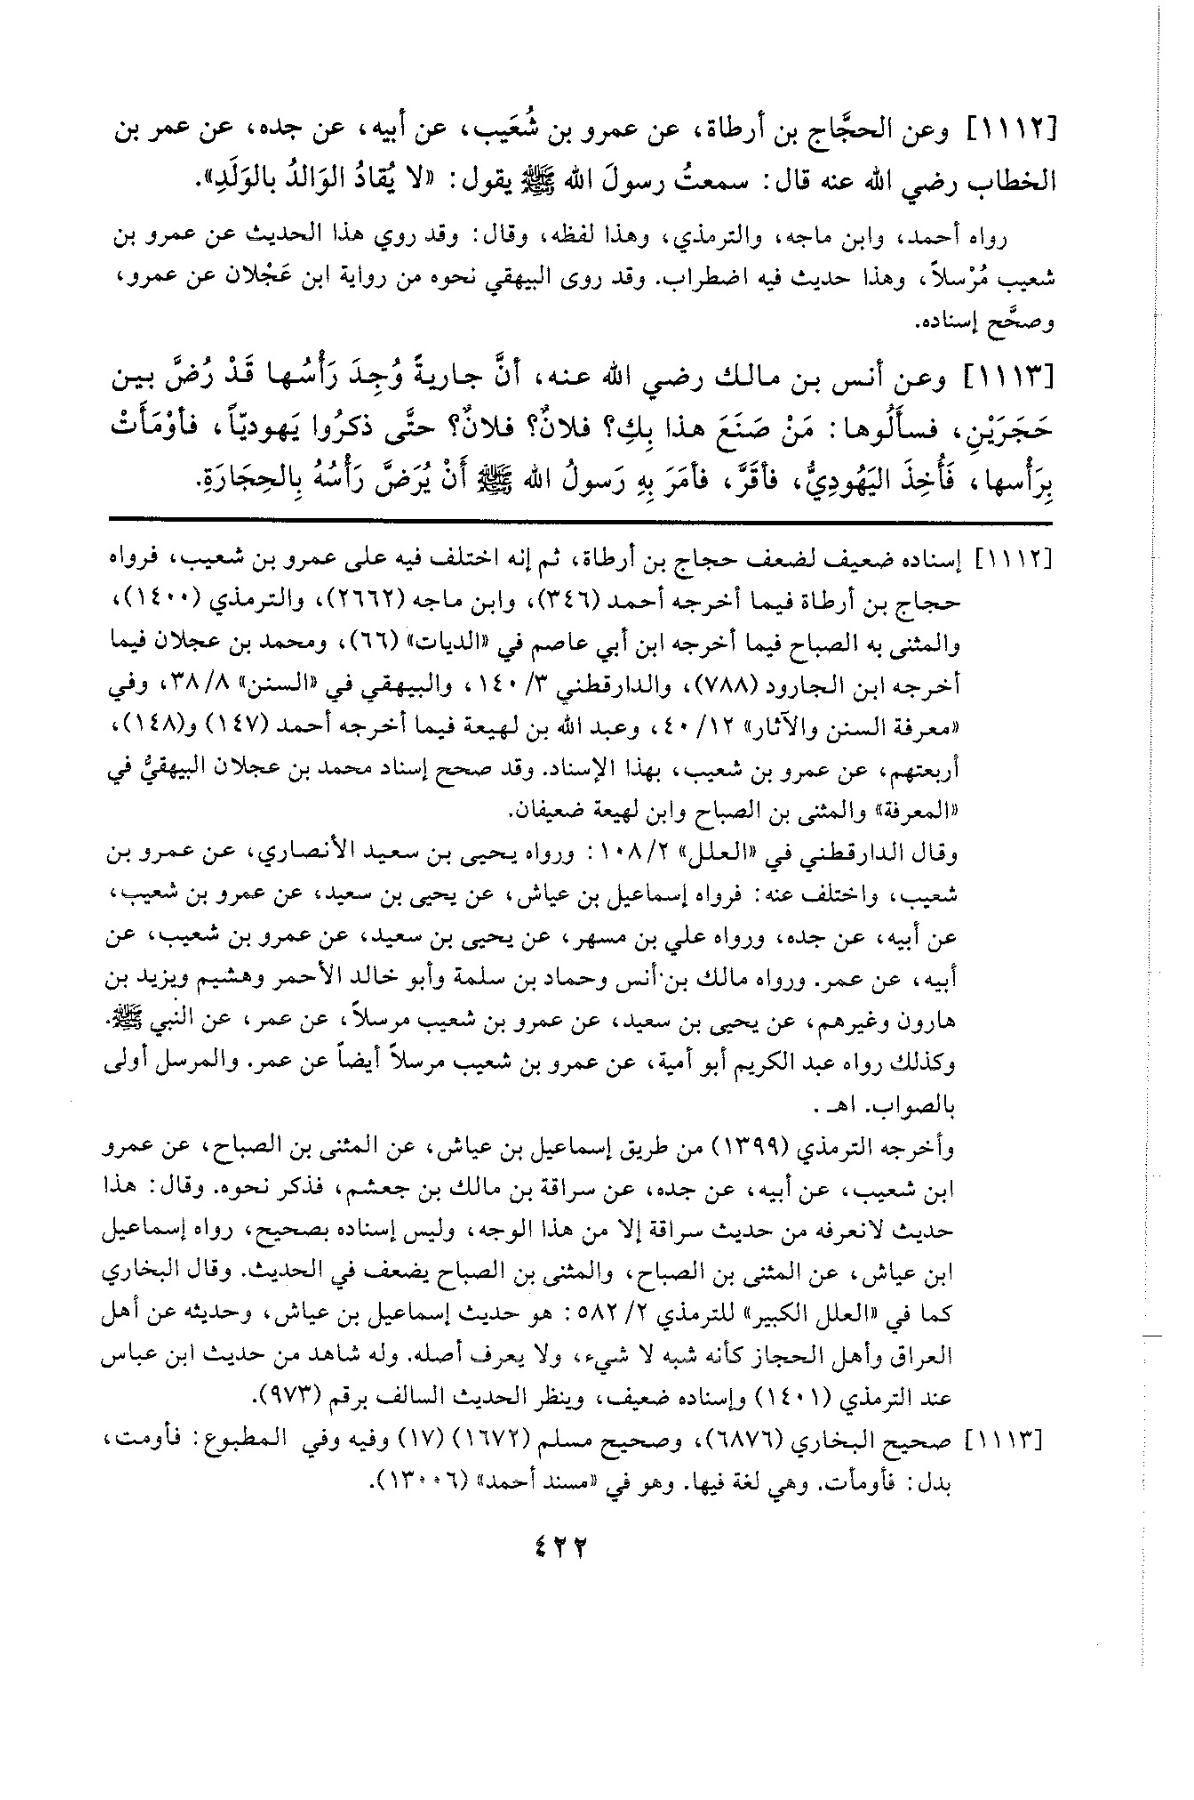 [١١١٢] وعن الحجَّاج بن أرطاة، عن عمرو بن شُعَيب، عن أبيه، عن جده، عن عمر بن
الخطاب رضي الله عنه قال: سمعتُ رسولَ الله ﷺ يقول: «لا يُقادُ الوَالدُ بالوَلَدِ».
رواه أحمد، وابن ماجه، والترمذي، وهذا لفظه، وقال: وقد روي هذا الحديث عن عمرو بن
شعيب مُرْسلاً، وهذا حديث فيه اضطراب. وقد روى البيهقي نحوه من رواية ابن عَجْلان عن عمرو،
وصحَّح إسناده.
[١١١٣] وعن أنس بن مالك رضي الله عنه، أنَّ جاريةً وُجِدَ رَأْسُها قَدْ رُضَّ بين
حَجَرَيْنِ، فسأَلُوها: مَنْ صَنَعَ هذا بِكِ؟ فلانٌ؟ فلانٌ؟ حتَّى ذكرُوا يَهوديّاً، فأوْمَأَتْ
بِرَأْسها، فَأُخِذَ اليَهُوديُّ، فأقَرَّ، فأمَرَ بِهِ رَسولُ الله ﷺ أَنْ يُرَضَّ رَأْسُهُ بِالحِجَارَةِ.
[١١١٢] إسناده ضعيف لضعف حجاج بن أرطاة، ثم إنه اختلف فيه على عمرو بن شعيب، فرواه
حجاج بن أرطاة فيما أخرجه أحمد (٣٤٦)، وابن ماجه (٢٦٦٢)، والترمذي (١٤٠٠)،
والمثنى به الصباح فيما أخرجه ابن أبي عاصم في «الديات» (٦٦)، ومحمد بن عجلان فيما
أخرجه ابن الجارود (٧٨٨)، والدارقطني ٣/ ١٤٠، والبيهقي في «السنن» ٨/ ٣٨، وفي
«معرفة السنن والآثار» ١٢/ ٤٠، وعبد الله بن لهيعة فيما أخرجه أحمد (١٤٧) و(١٤٨)،
أربعتهم، عن عمرو بن شعيب، بهذا الإسناد. وقد صحح إسناد محمد بن عجلان البيهقيُّ في
«المعرفة» والمثنى بن الصباح وابن لهيعة ضعيفان.
وقال الدارقطني في «العلل» ٢/ ١٠٨: ورواه يحيى بن سعيد الأنصاري، عن عمرو بن
شعيب، واختلف عنه: فرواه إسماعيل بن عياش، عن يحيى بن سعيد، عن عمرو بن شعيب،
عن أبيه، عن جده، ورواه علي بن مسهر، عن يحيى بن سعيد، عن عمرو بن شعيب، عن
أبيه، عن عمر. ورواه مالك بن أنس وحماد بن سلمة وأبو خالد الأحمر وهشيم ويزيد بن
هارون وغيرهم، عن يحيى بن سعيد، عن عمرو بن شعيب مرسلاً، عن عمر، عن النبي ﷺ.
وكذلك رواه عبد الكريم أبو أمية، عن عمرو بن شعيب مرسلاً أيضاً عن عمر. والمرسل أولى
بالصواب. اهـ .
وأخرجه الترمذي (١٣٩٩) من طريق إسماعيل بن عياش، عن المثنى بن الصباح، عن عمرو
ابن شعيب، عن أبيه، عن جده، عن سراقة بن مالك بن جعشم، فذكر نحوه. وقال: هذا
حديث لانعرفه من حديث سراقة إلا من هذا الوجه، وليس إسناده بصحيح، رواه إسماعيل
ابن عياش، عن المثنى بن الصباح، والمثنى بن الصباح يضعف في الحديث. وقال البخاري
كما في «العلل الكبير» للترمذي ٢/ ٥٨٢: هو حديث إسماعيل بن عياش، وحديثه عن أهل
العراق وأهل الحجاز كأنه شبه لا شيء، ولا يعرف أصله. وله شاهد من حديث ابن عباس
عند الترمذي (١٤٠١) وإسناده ضعيف، وينظر الحديث السالف برقم (٩٧٣).
[١١١٣] صحيح البخاري (٦٨٧٦)، وصحيح مسلم (١٦٧٢) (١٧) وفيه وفي المطبوع: فأومت،
بدل: فأومأت. وهي لغة فيها. وهو في «مسند أحمد» (١٣٠٠٦).
٤٢٢